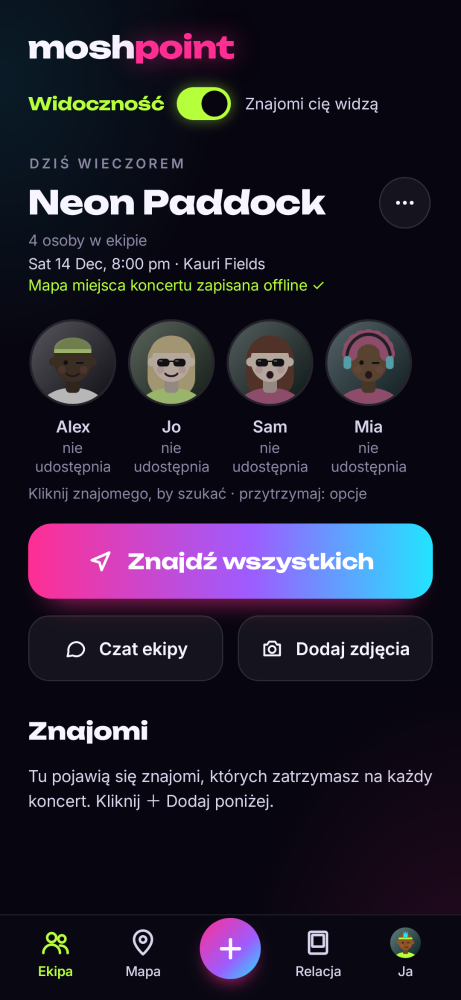 moshpoint
Widoczność Znajomi cię widzą
DZIŚ WIECZOREM
Neon Paddock
4 osoby w ekipie
Sat 14 Dec, 8:00 pm · Kauri Fields
Mapa miejsca koncertu zapisana offline ✓
Alex Jo Sam Mia
nie nie nie nie
udostępnia udostępnia udostępnia udostępnia
Kliknij znajomego, by szukać · przytrzymaj: opcje
Znajdź wszystkich
Czat ekipy Dodaj zdjęcia
Znajomi
Tu pojawią się znajomi, których zatrzymasz na każdy
koncert. Kliknij + Dodaj poniżej.
Ekipa Mapa Relacja Ja